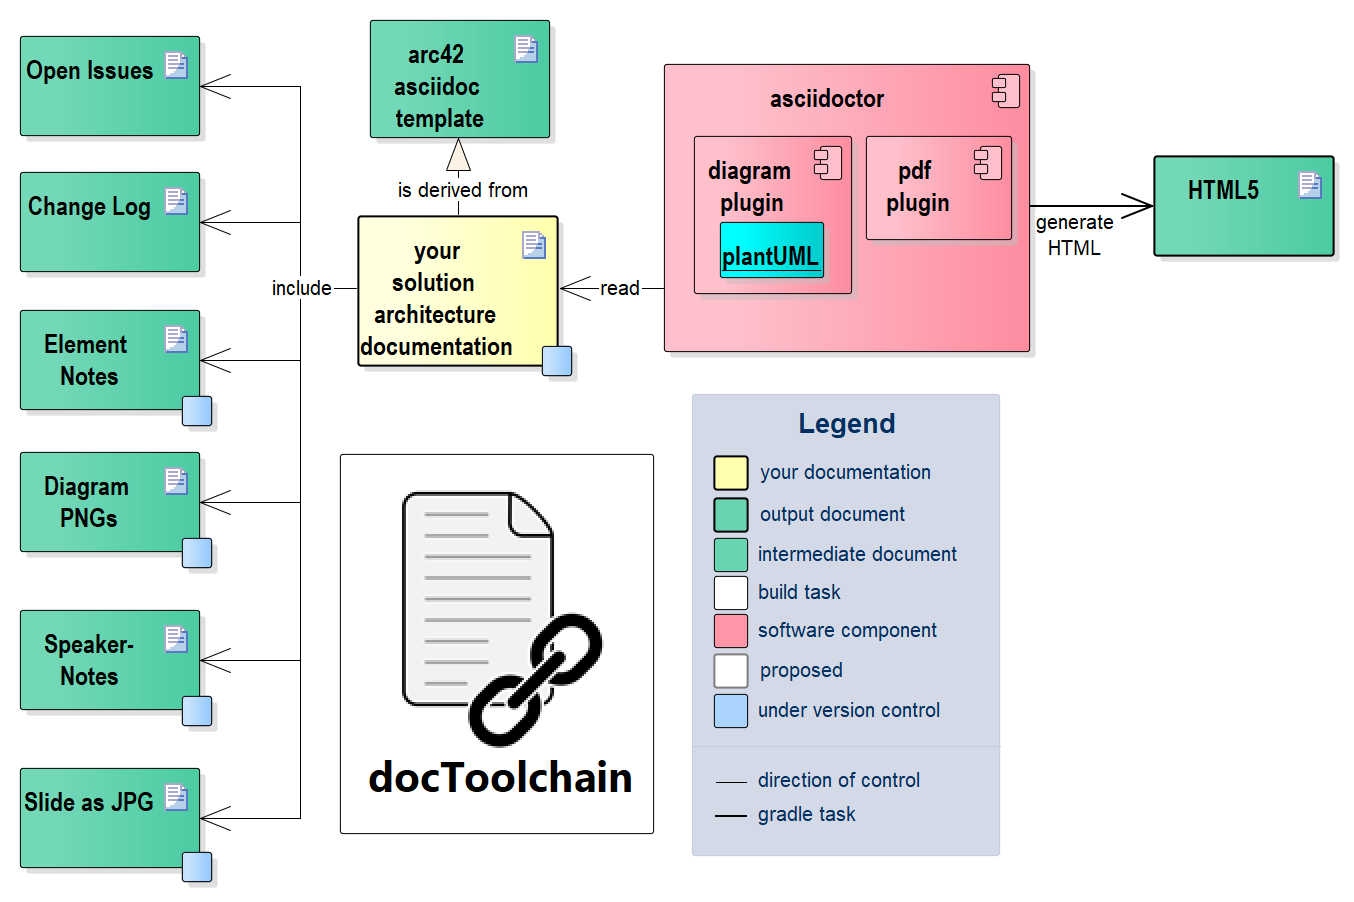 Open Issues
Change Log
Element
Notes
Diagram
PNGs
Speaker-
Notes
Slide as JPG
include
arc42
asciidoc
template
is derived from
your
solution
architecture
documentation
read
asciidoctor
diagram
plugin
plantUML
pdf
plugin
generate
HTML
HTML5
docToolchain
Legend
your documentation
output document
intermediate document
build task
software component
proposed
under version control
direction of control
gradle task